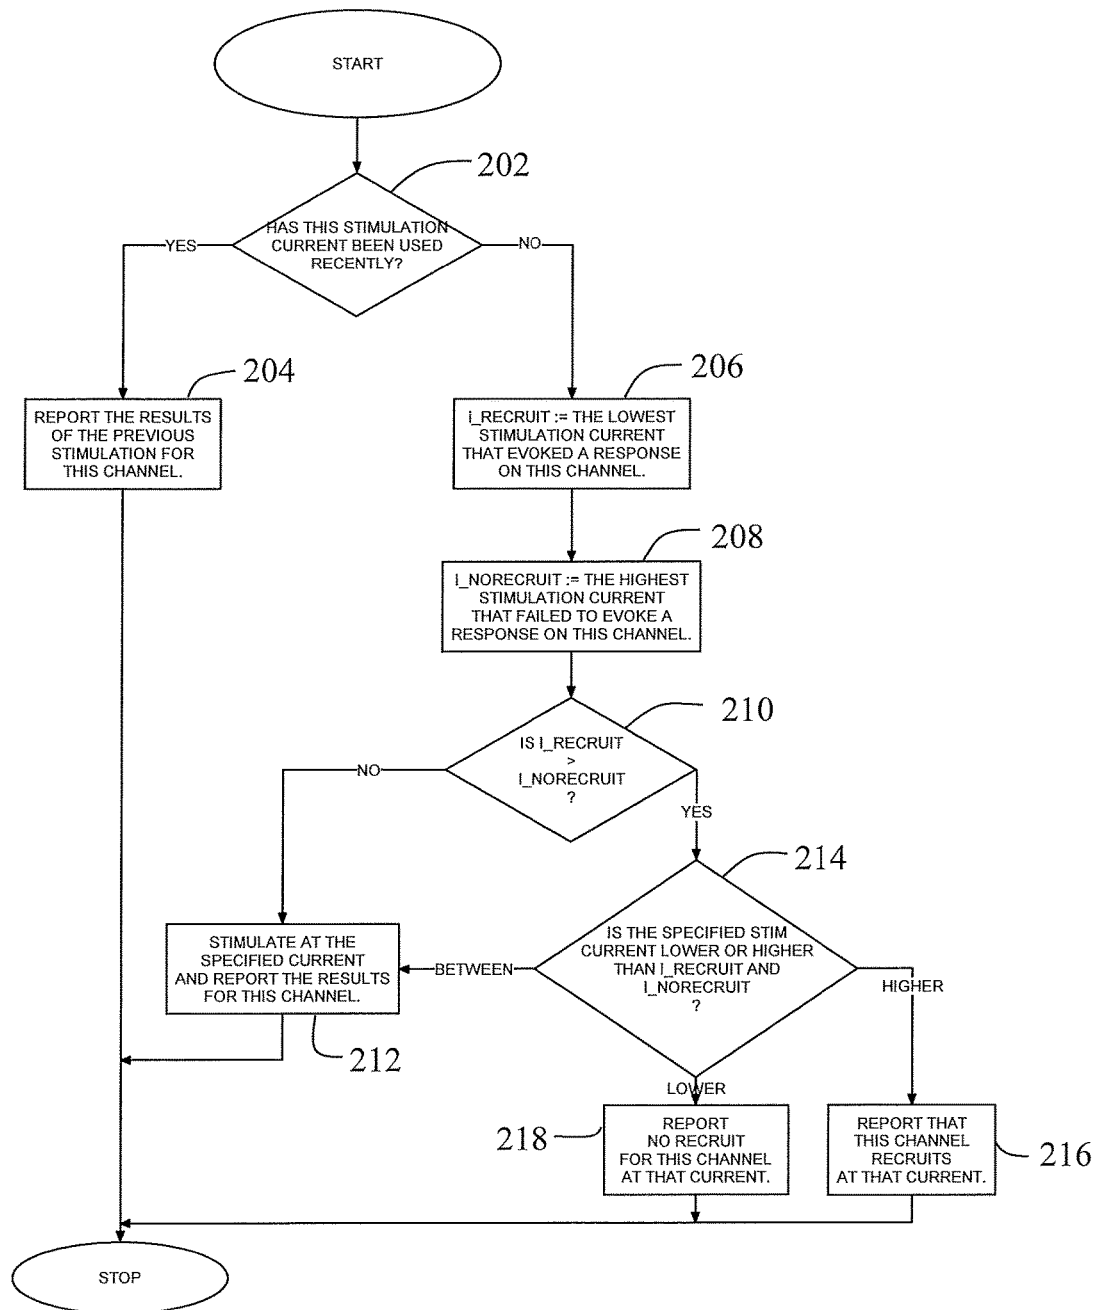 START
202
HAS THIS STIMULATION
CURRENT BEEN USED
RECENTLY?
YES
NO
204
REPORT THE RESULTS
OF THE PREVIOUS
STIMULATION FOR
THIS CHANNEL.
206
I_RECRUIT := THE LOWEST
STIMULATION CURRENT
THAT EVOKED A RESPONSE
ON THIS CHANNEL.
208
I_NORECRUIT := THE HIGHEST
STIMULATION CURRENT
THAT FAILED TO EVOKE A
RESPONSE ON THIS CHANNEL.
210
IS I_RECRUIT
>
I_NORECRUIT
?
NO
YES
214
IS THE SPECIFIED STIM
CURRENT LOWER OR HIGHER
THAN I_RECRUIT AND
I_NORECRUIT
?
BETWEEN
HIGHER
LOWER
STIMULATE AT THE
SPECIFIED CURRENT
AND REPORT THE RESULTS
FOR THIS CHANNEL.
212
218
REPORT
NO RECRUIT
FOR THIS CHANNEL
AT THAT CURRENT.
REPORT THAT
THIS CHANNEL
RECRUITS
AT THAT CURRENT.
216
STOP